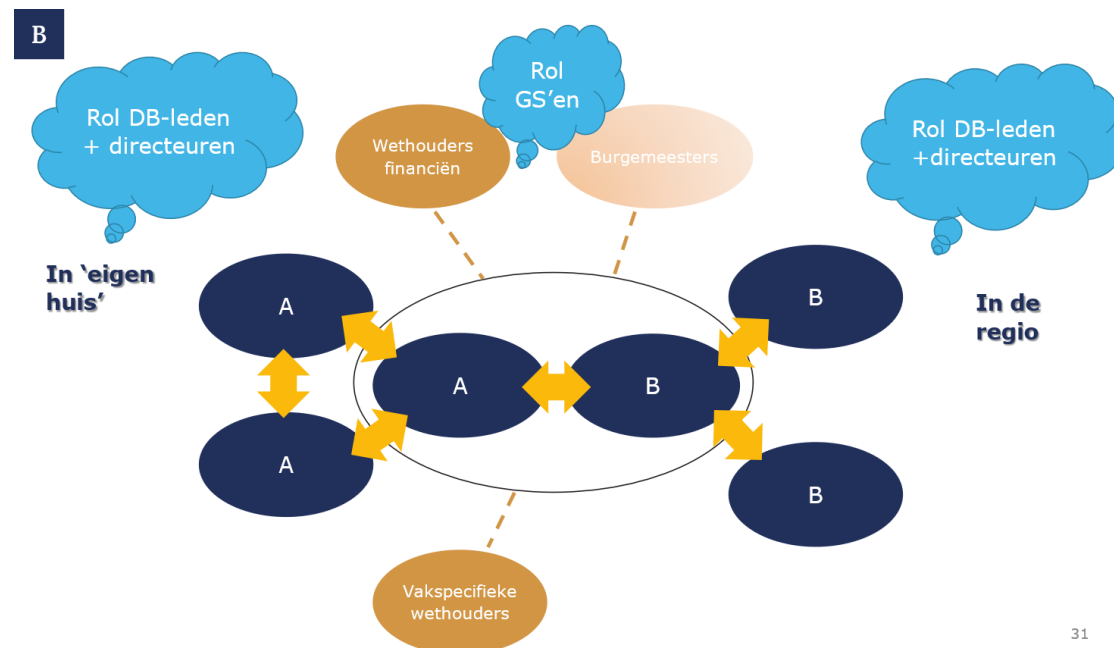 B
Rol DB-leden
+ directeuren
Rol
GS’en
Wethouders
financiën
Burgemeesters
Rol DB-leden
+directeuren
In ‘eigen
huis’
A
B
In de
regio
A
B
A
B
Vakspecifieke
wethouders
31